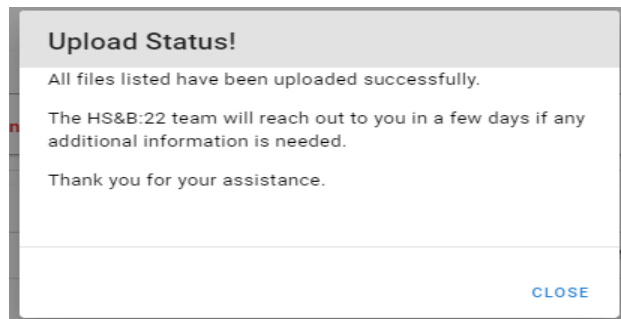 Upload Status!
All files listed have been uploaded successfully.
The HS&B:22 team will reach out to you in a few days if any
additional information is needed.
Thank you for your assistance.
CLOSE